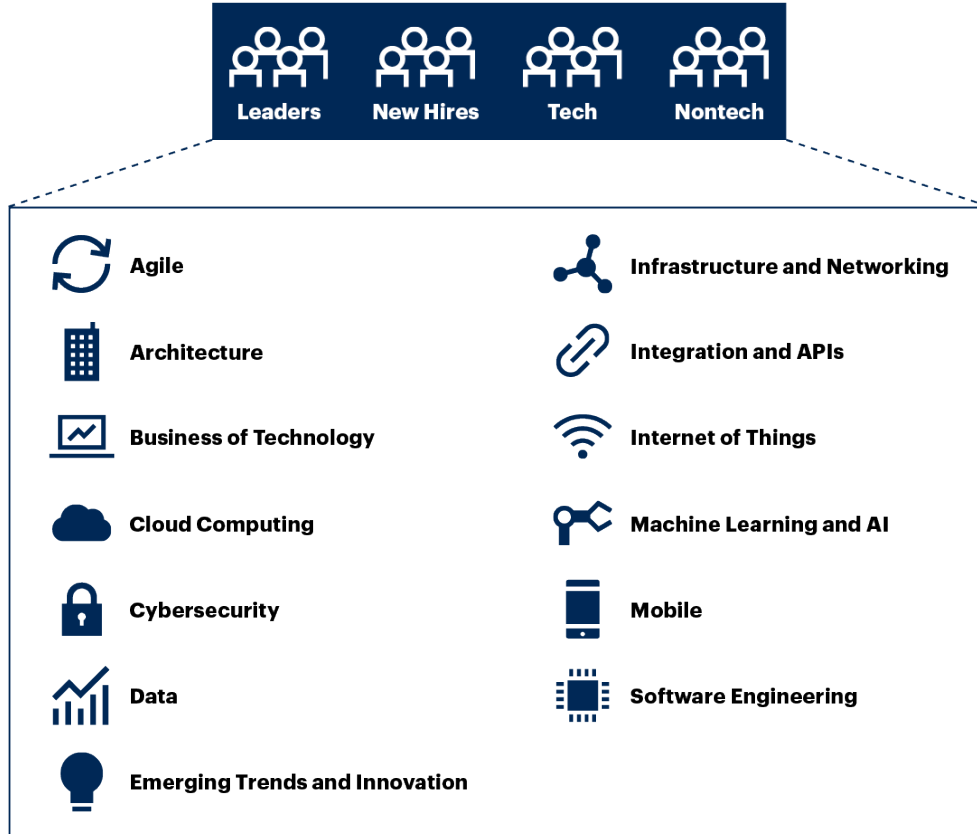 Leaders
New Hires
Tech
Nontech
Agile
Architecture
Business of Technology
Cloud Computing
Cybersecurity
Data
Emerging Trends and Innovation
Infrastructure and Networking
Integration and APIs
Internet of Things
Machine Learning and AI
Mobile
Software Engineering